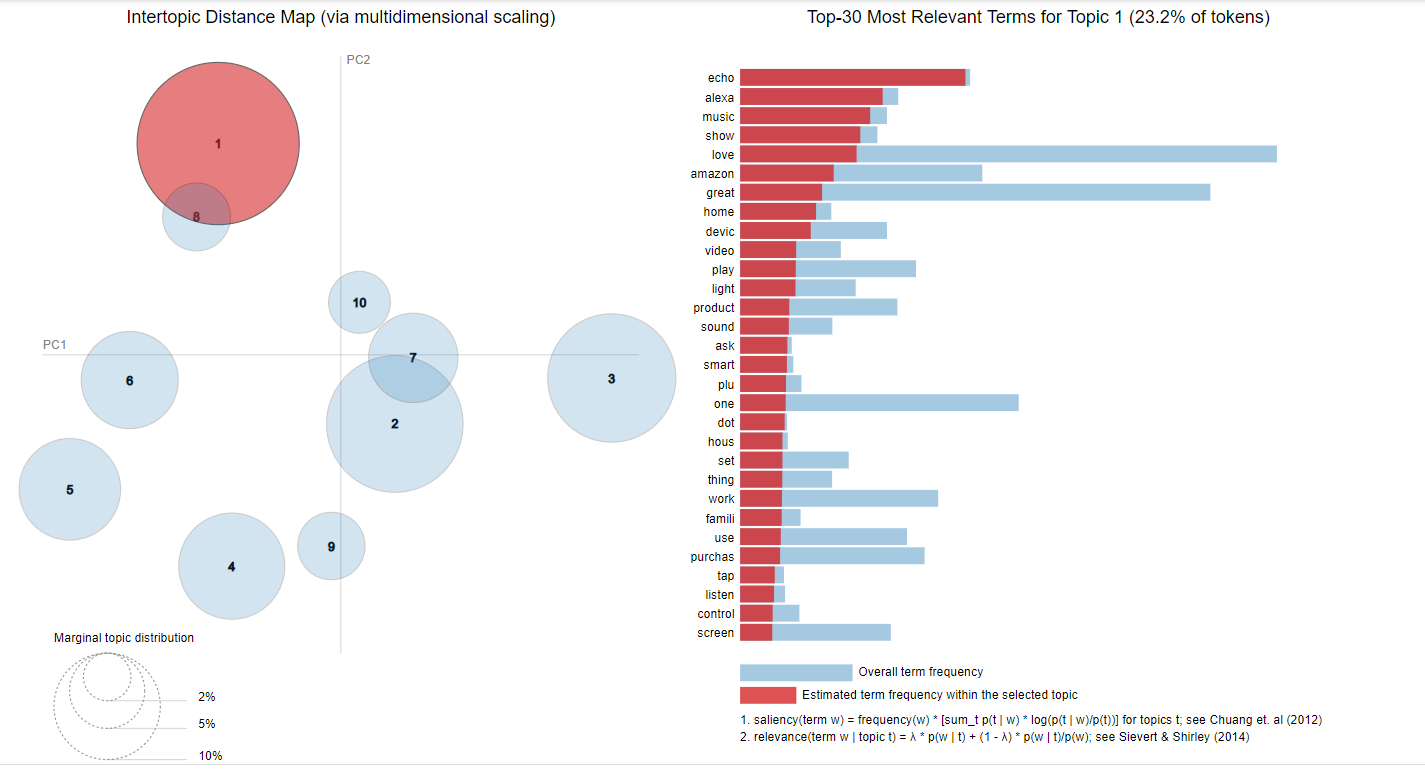 Intertopic Distance Map (via multidimensional scaling)
PC2
PC1
1
8
10
7
3
6
2
5
9
4
Marginal topic distribution
2%
5%
10%
Top-30 Most Relevant Terms for Topic 1 (23.2% of tokens)
echo
alexa
music
show
love
amazon
great
home
devic
video
play
light
product
sound
ask
smart
plu
one
dot
hous
set
thing
work
famili
use
purchas
tap
listen
control
screen
Overall term frequency
Estimated term frequency within the selected topic
1. saliency(term w) = frequency(w) * [sum_t p(t | w) * log(p(t | w)/p(t))] for topics t; see Chuang et. al (2012)
2. relevance(term w | topic t) = λ * p(w | t) + (1 - λ) * p(w | t)/p(w); see Sievert & Shirley (2014)